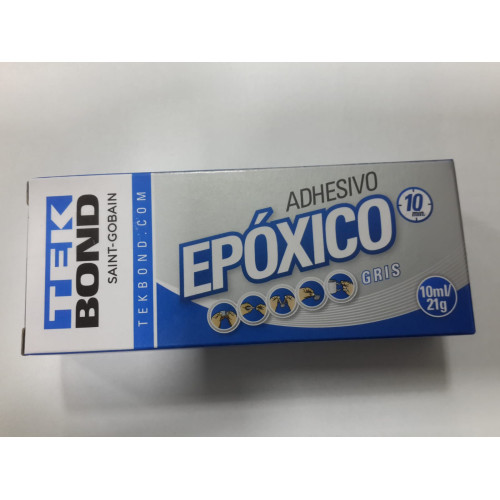 TEK
BOND
SAINT-GOBAIN
TEKBOND.COM
ADHESIVO
EPÓXICO
GRIS
10
min.
10ml/
21g